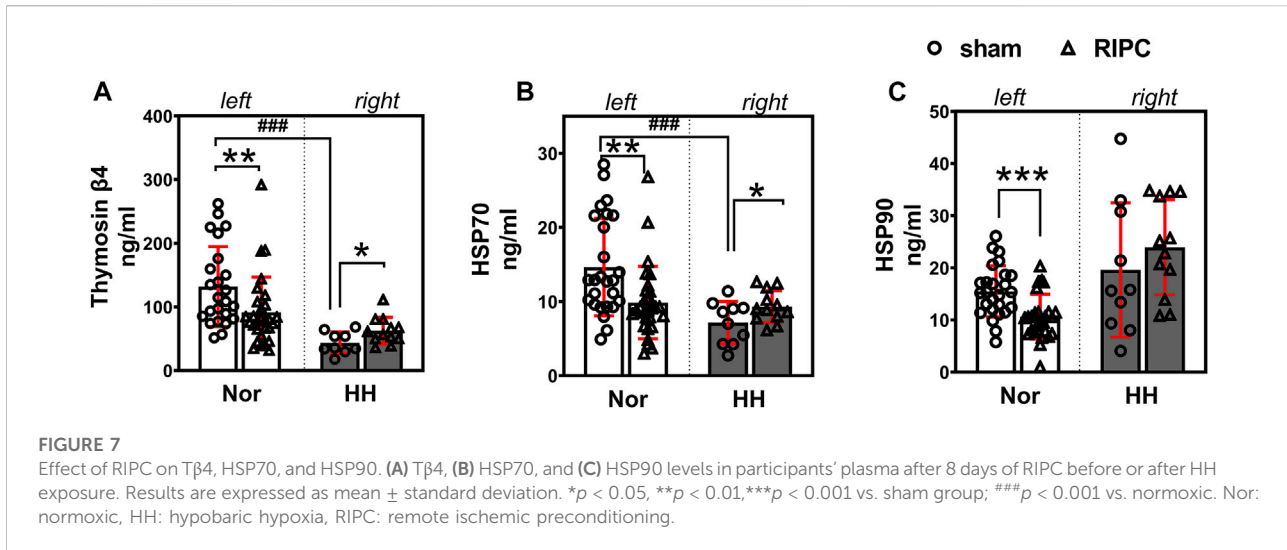 ○ sham △ RIPC
A
left right
Thymosin β4
ng/ml
400
300
200
100
0
###
**
*
Nor HH
B
left right
HSP70
ng/ml
30
20
10
0
###
**
*
Nor HH
C
left right
HSP90
ng/ml
50
40
30
20
10
0
***
Nor HH
FIGURE 7
Effect of RIPC on Tβ4, HSP70, and HSP90. (A) Tβ4, (B) HSP70, and (C) HSP90 levels in participants' plasma after 8 days of RIPC before or after HH
exposure. Results are expressed as mean ± standard deviation. *p < 0.05, **p < 0.01,***p < 0.001 vs. sham group; ###p < 0.001 vs. normoxic. Nor:
normoxic, HH: hypobaric hypoxia, RIPC: remote ischemic preconditioning.